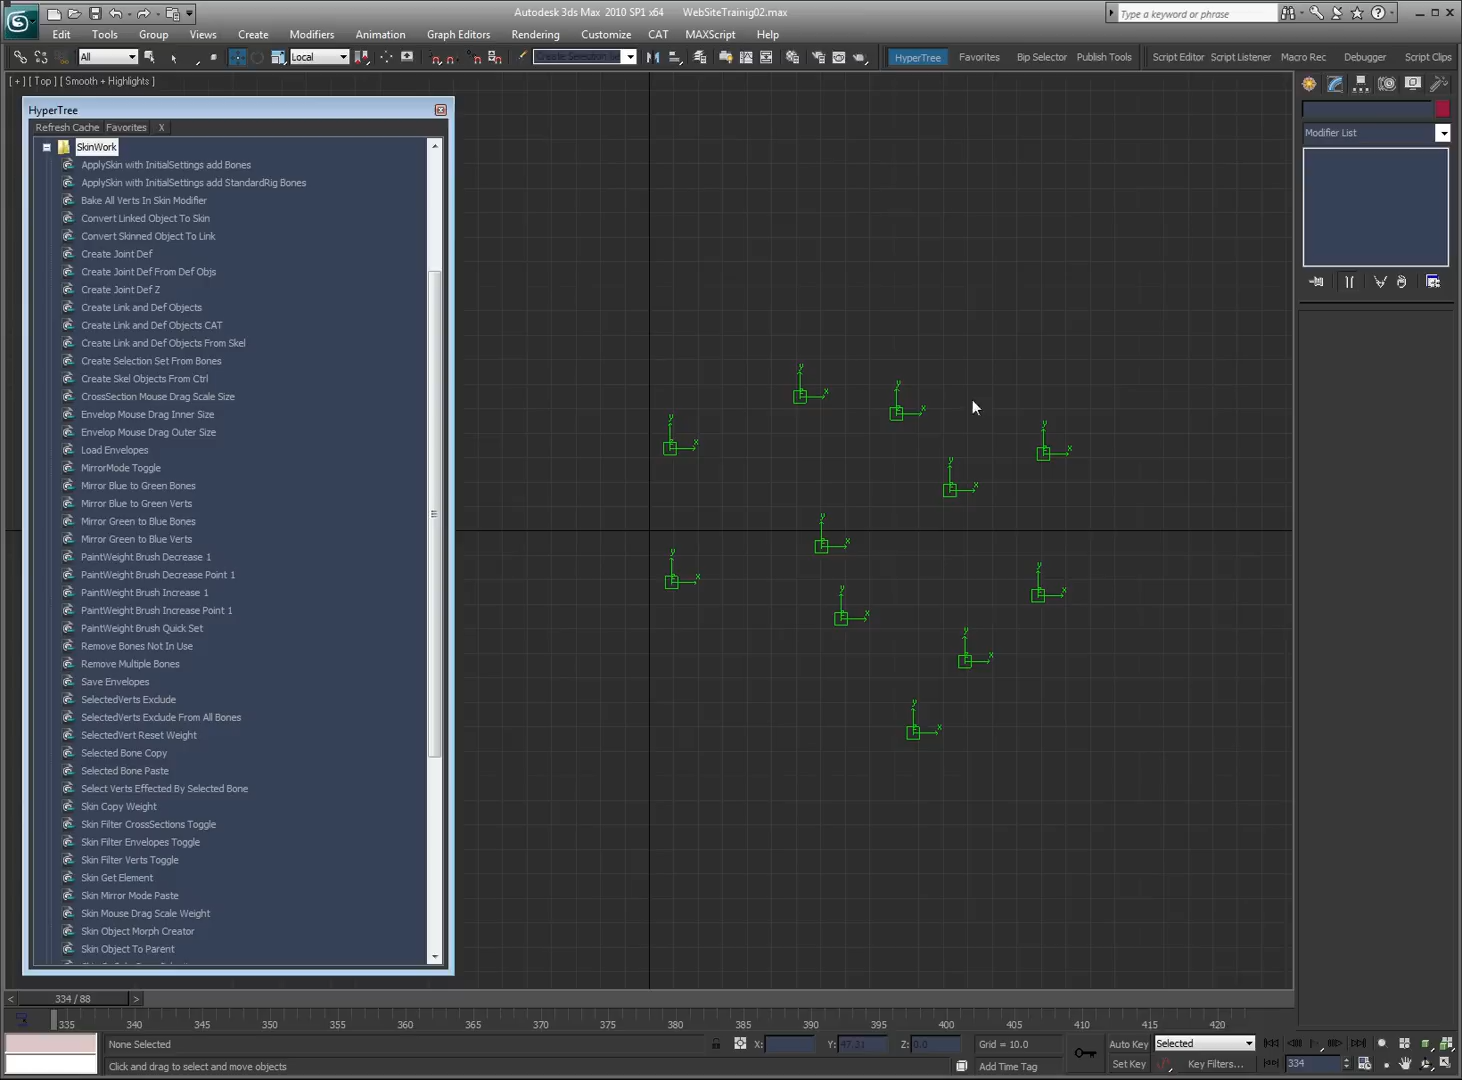 Autodesk 3ds Max 2010 SP1 x64 WebSiteTrainig02.max
Type a keyword or phrase
Edit Tools Group Views Create Modifiers Animation Graph Editors Rendering Customize CAT MAXScript Help
All Local Create Selection Se HyperTree Favorites Bip Selector Publish Tools Script Editor Script Listener Macro Rec Debugger Script Clips
[ + ] [ Top ] [ Smooth + Highlights ]
HyperTree
Refresh Cache Favorites X
SkinWork
ApplySkin with InitialSettings add Bones
ApplySkin with InitialSettings add StandardRig Bones
Bake All Verts In Skin Modifier
Convert Linked Object To Skin
Convert Skinned Object To Link
Create Joint Def
Create Joint Def From Def Objs
Create Joint Def Z
Create Link and Def Objects
Create Link and Def Objects CAT
Create Link and Def Objects From Skel
Create Selection Set From Bones
Create Skel Objects From Ctrl
CrossSection Mouse Drag Scale Size
Envelop Mouse Drag Inner Size
Envelop Mouse Drag Outer Size
Load Envelopes
MirrorMode Toggle
Mirror Blue to Green Bones
Mirror Blue to Green Verts
Mirror Green to Blue Bones
Mirror Green to Blue Verts
PaintWeight Brush Decrease 1
PaintWeight Brush Decrease Point 1
PaintWeight Brush Increase 1
PaintWeight Brush Increase Point 1
PaintWeight Brush Quick Set
Remove Bones Not In Use
Remove Multiple Bones
Save Envelopes
SelectedVerts Exclude
SelectedVerts Exclude From All Bones
SelectedVert Reset Weight
Selected Bone Copy
Selected Bone Paste
Select Verts Effected By Selected Bone
Skin Copy Weight
Skin Filter CrossSections Toggle
Skin Filter Envelopes Toggle
Skin Filter Verts Toggle
Skin Get Element
Skin Mirror Mode Paste
Skin Mouse Drag Scale Weight
Skin Object Morph Creator
Skin Object To Parent
Modifier List
y x
y x
y x
y x
y x
y x
y x
y x
y x
y x
y x
< 334 / 88 >
335 340 345 350 355 360 365 370 375 380 385 390 395 400 405 410 415 420
None Selected X: Y: 47.31 Z: 0.0 Grid = 10.0 Auto Key Selected
Click and drag to select and move objects Add Time Tag Set Key Key Filters... 334